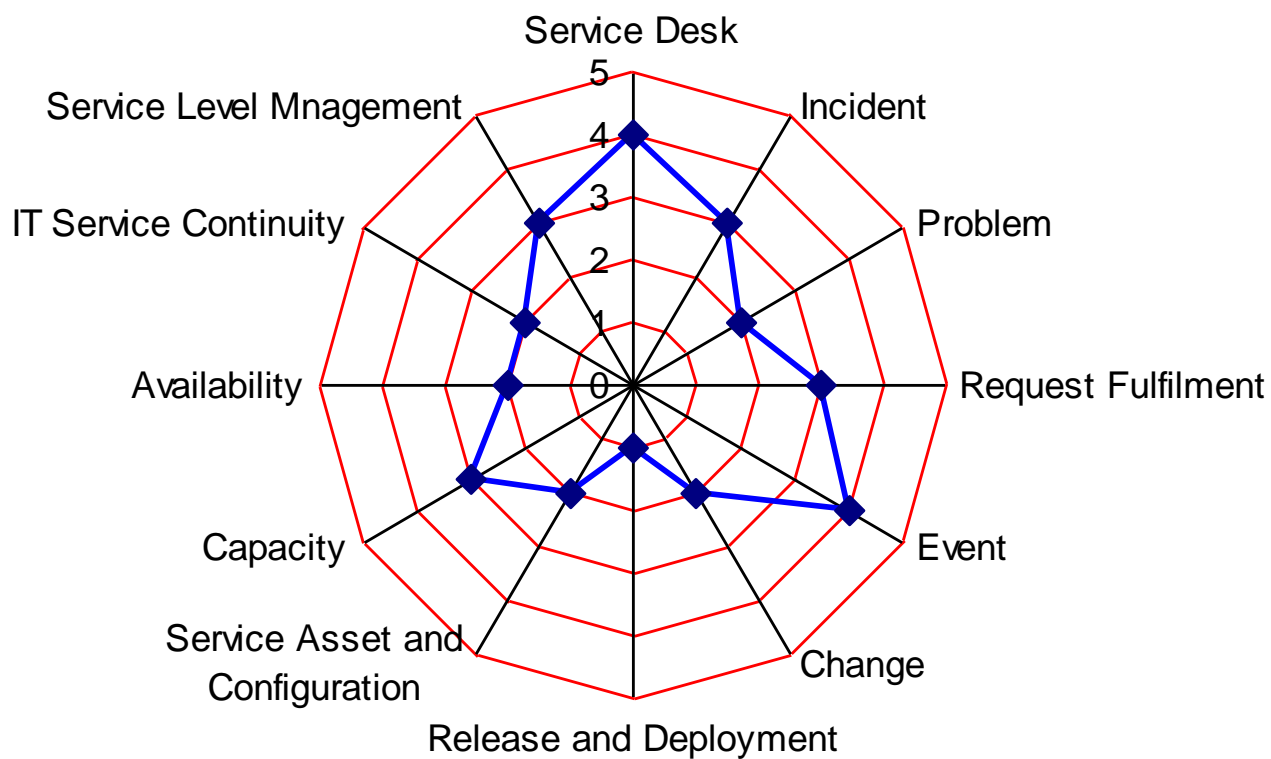 Service Desk
5
Service Level Mnagement
Incident
4
3
IT Service Continuity
Problem
2
1
Availability
0
Request Fulfilment
Capacity
Event
Service Asset and
Configuration
Change
Release and Deployment